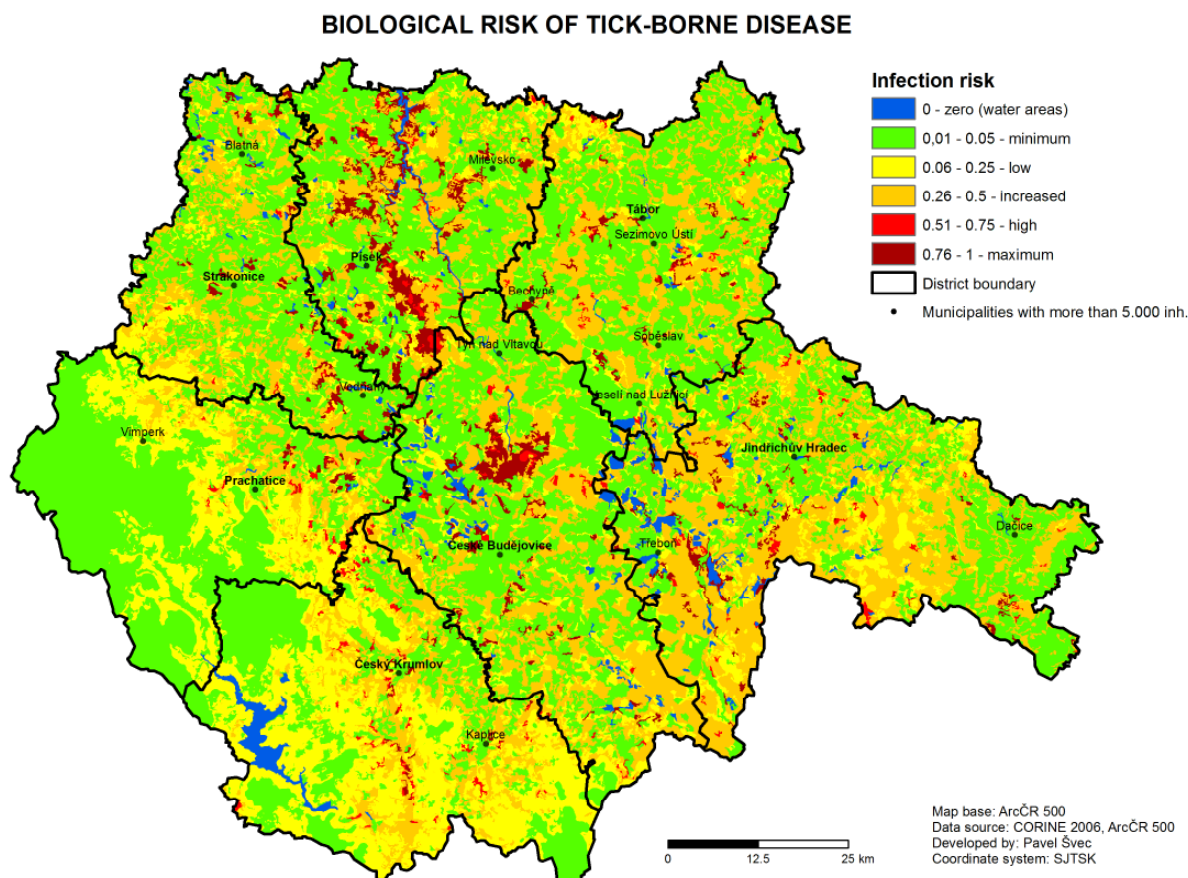 BIOLOGICAL RISK OF TICK-BORNE DISEASE
Infection risk
0 - zero (water areas)
0,01 - 0.05 - minimum
0.06 - 0.25 - low
0.26 - 0.5 - increased
0.51 - 0.75 - high
0.76 - 1 - maximum
District boundary
Municipalities with more than 5.000 inh.
Blatná
Milevsko
Tábor
Sezimovo Ústí
Písek
Strakonice
Bechyně
Týn nad Vltavou
Soběslav
Vodňany
Veselí nad Lužnicí
Vimperk
Jindřichův Hradec
Prachatice
Dačice
České Budějovice
Třeboň
Český Krumlov
Kaplice
0 12.5 25 km
Map base: ArcČR 500
Data source: CORINE 2006, ArcČR 500
Developed by: Pavel Švec
Coordinate system: SJTSK